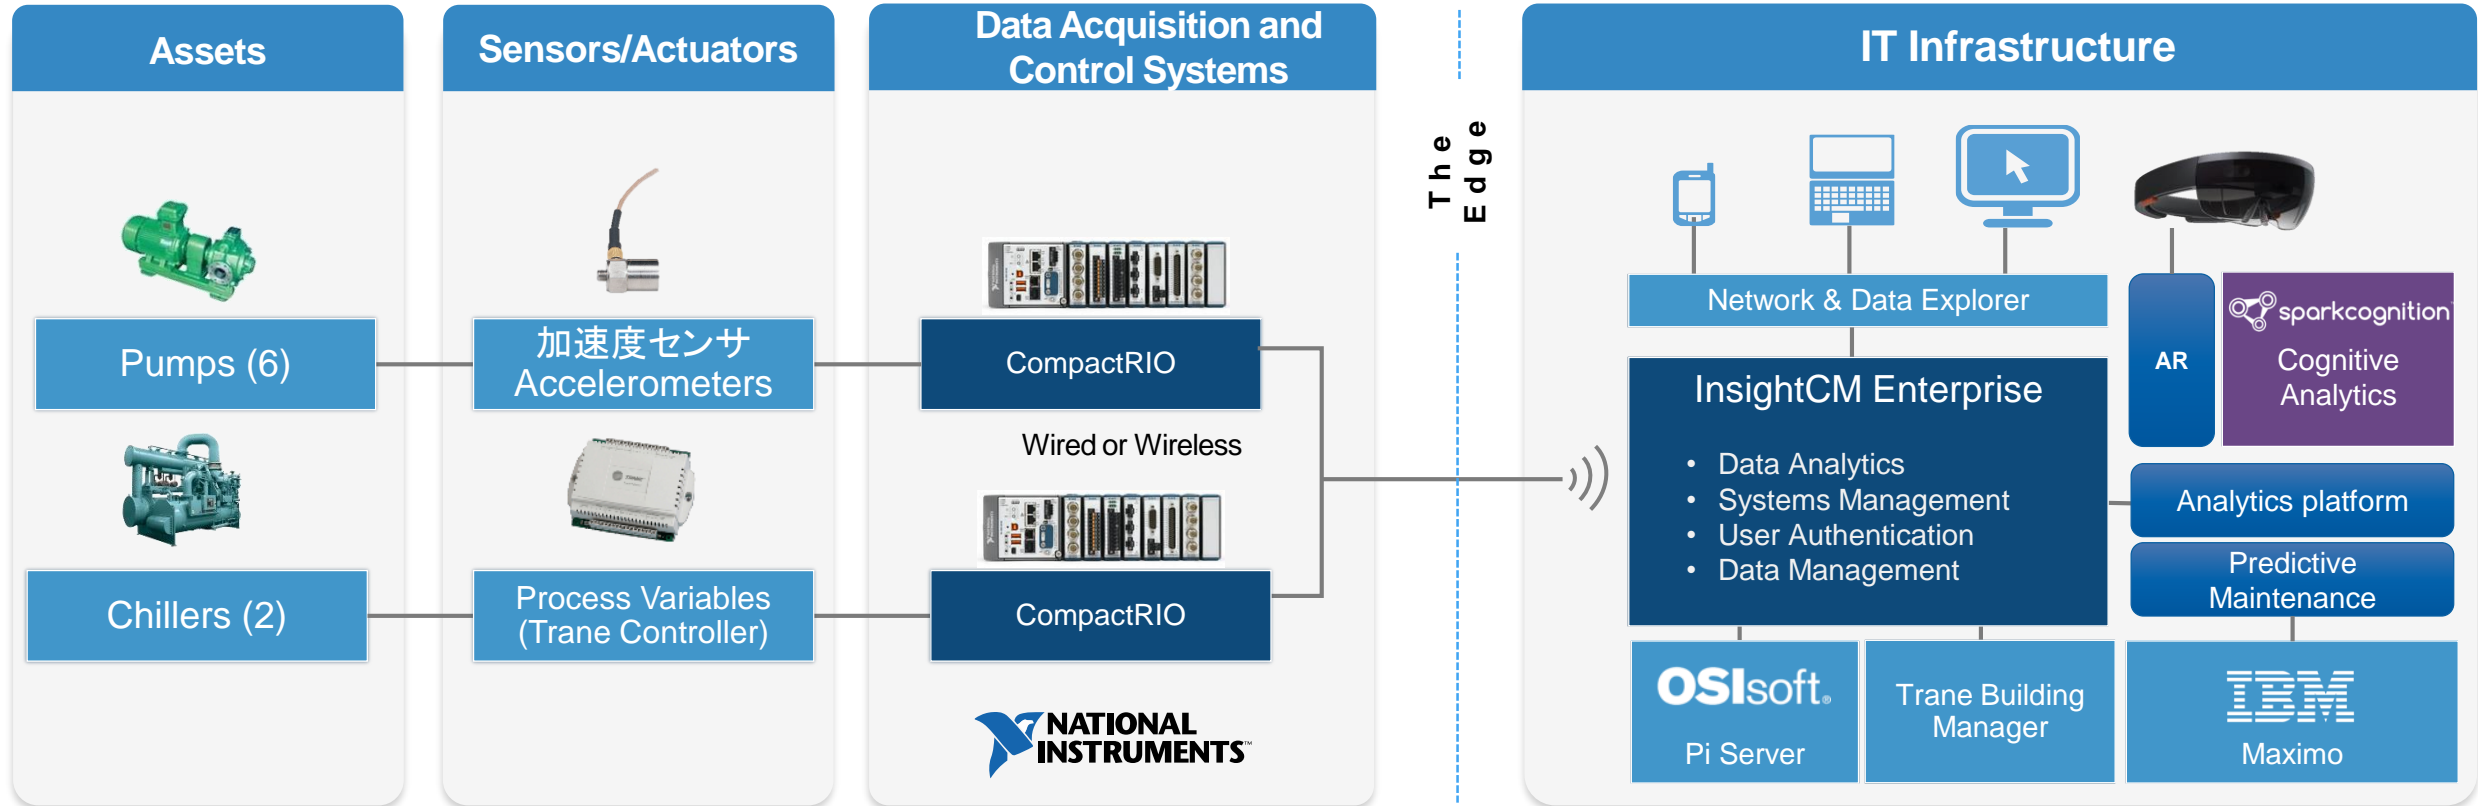 Assets
Sensors/Actuators
Data Acquisition and
Control Systems
The
Edge
IT Infrastructure
Pumps (6)
加速度センサ
Accelerometers
CompactRIO
Wired or Wireless
Chillers (2)
Process Variables
(Trane Controller)
CompactRIO
NATIONAL
INSTRUMENTS™
Network & Data Explorer
InsightCM Enterprise
• Data Analytics
• Systems Management
• User Authentication
• Data Management
AR
sparkcognition
Cognitive
Analytics
Analytics platform
Predictive
Maintenance
OSIsoft®
Pi Server
Trane Building
Manager
IBM
Maximo